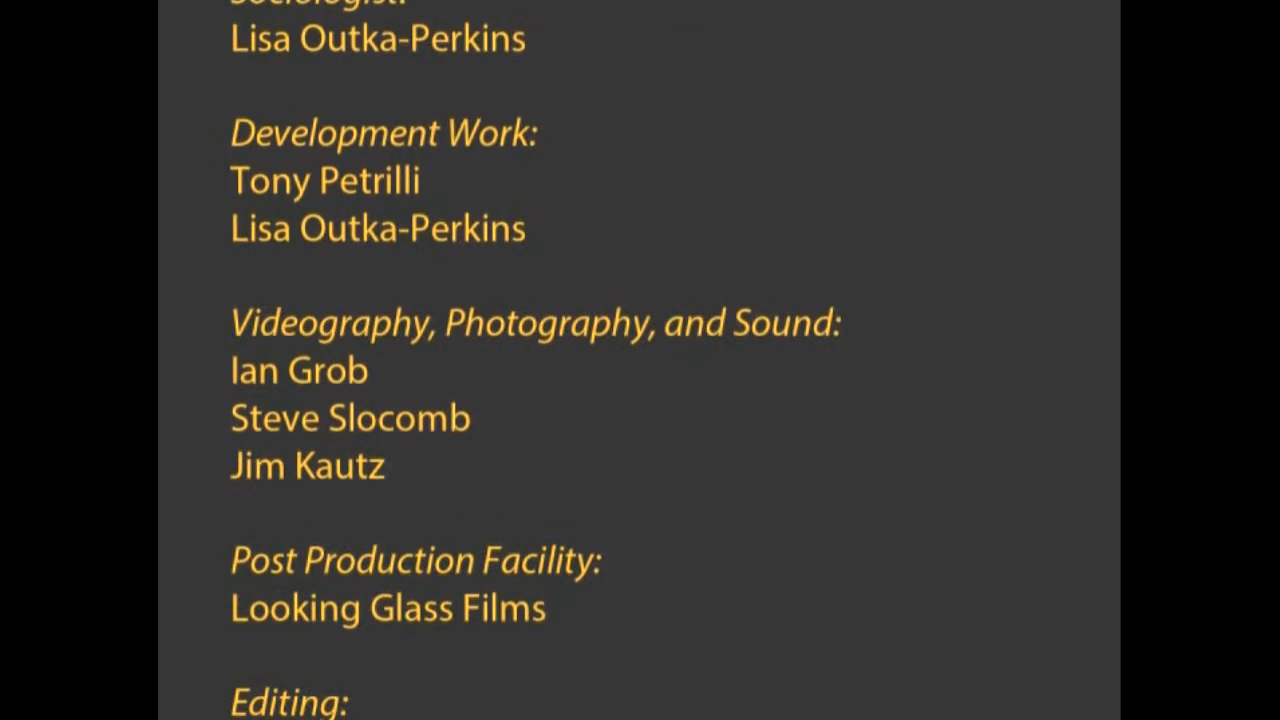 Sociologist:
Lisa Outka-Perkins
Development Work:
Tony Petrilli
Lisa Outka-Perkins
Videography, Photography, and Sound:
Ian Grob
Steve Slocomb
Jim Kautz
Post Production Facility:
Looking Glass Films
Editing: